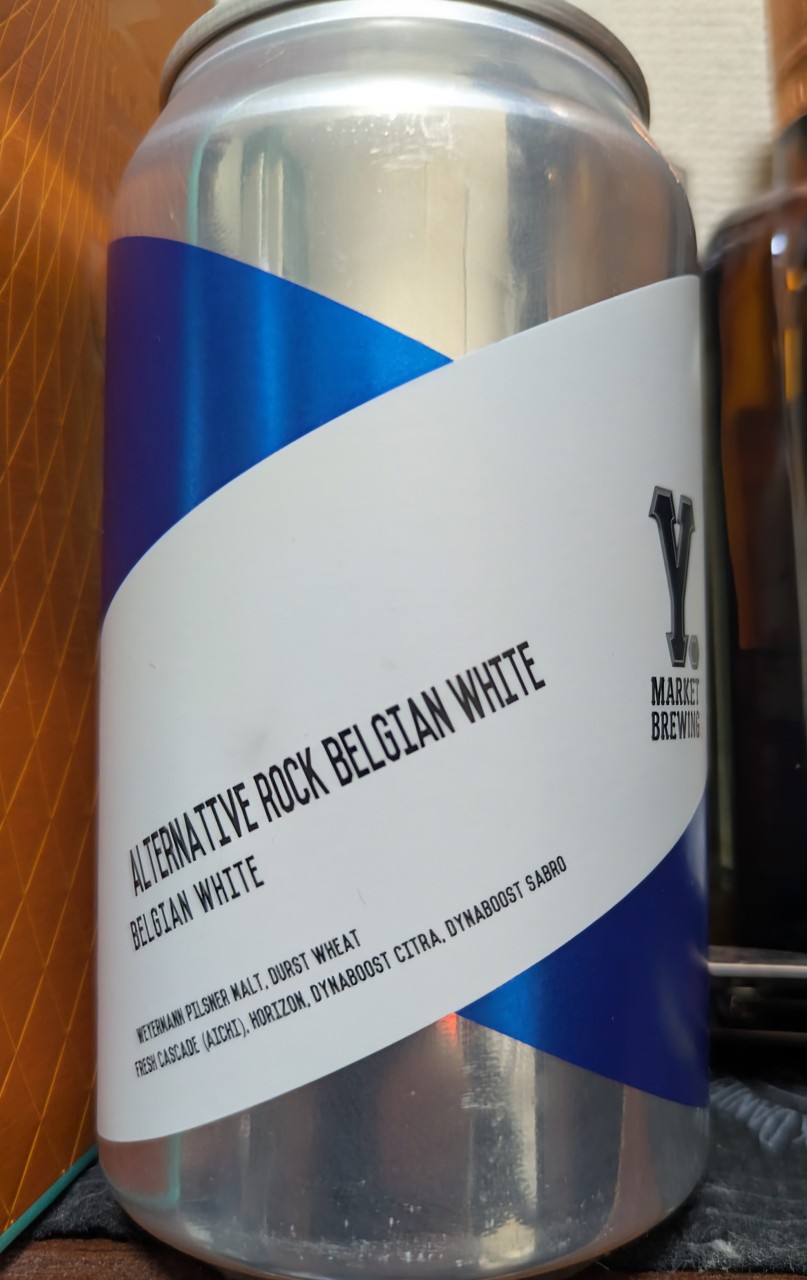 Y.
MARKET
BREWING
ALTERNATIVE ROCK BELGIAN WHITE
BELGIAN WHITE
WEYERMANN PILSNER MALT, DURST WHEAT
FRESH CASCADE (AICHI), HORIZON, DYNABOOST CITRA, DYNABOOST SABRO